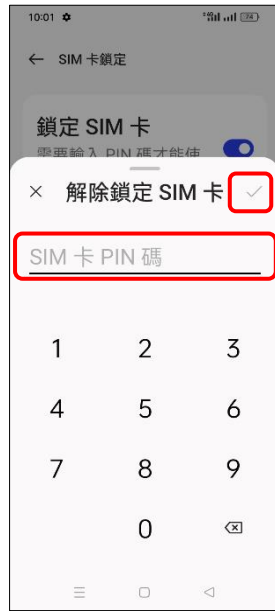 10:01
← SIM 卡鎖定
鎖定 SIM 卡
需要輸入 PIN 碼才能使
× 解除鎖定 SIM 卡 ✓
SIM 卡 PIN 碼
1 2 3
4 5 6
7 8 9
0